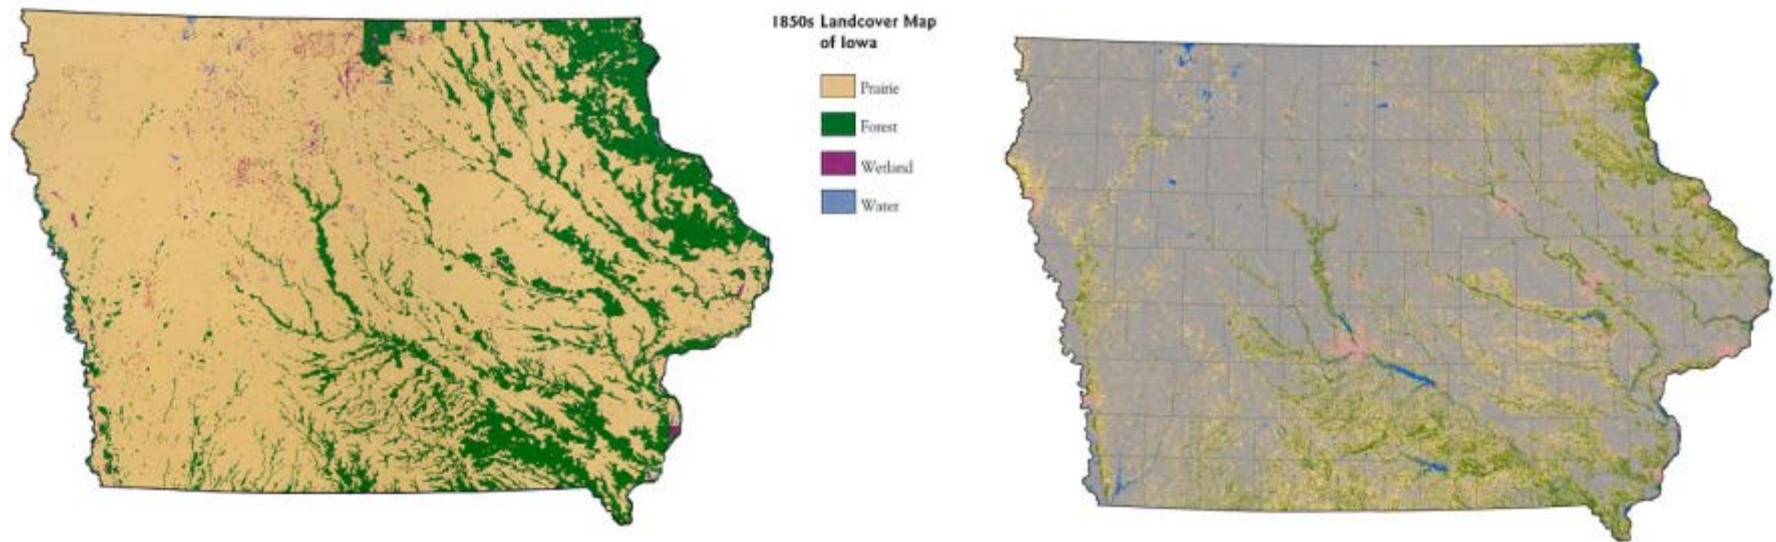 1850s Landcover Map
of Iowa
Prairie
Forest
Wetland
Water